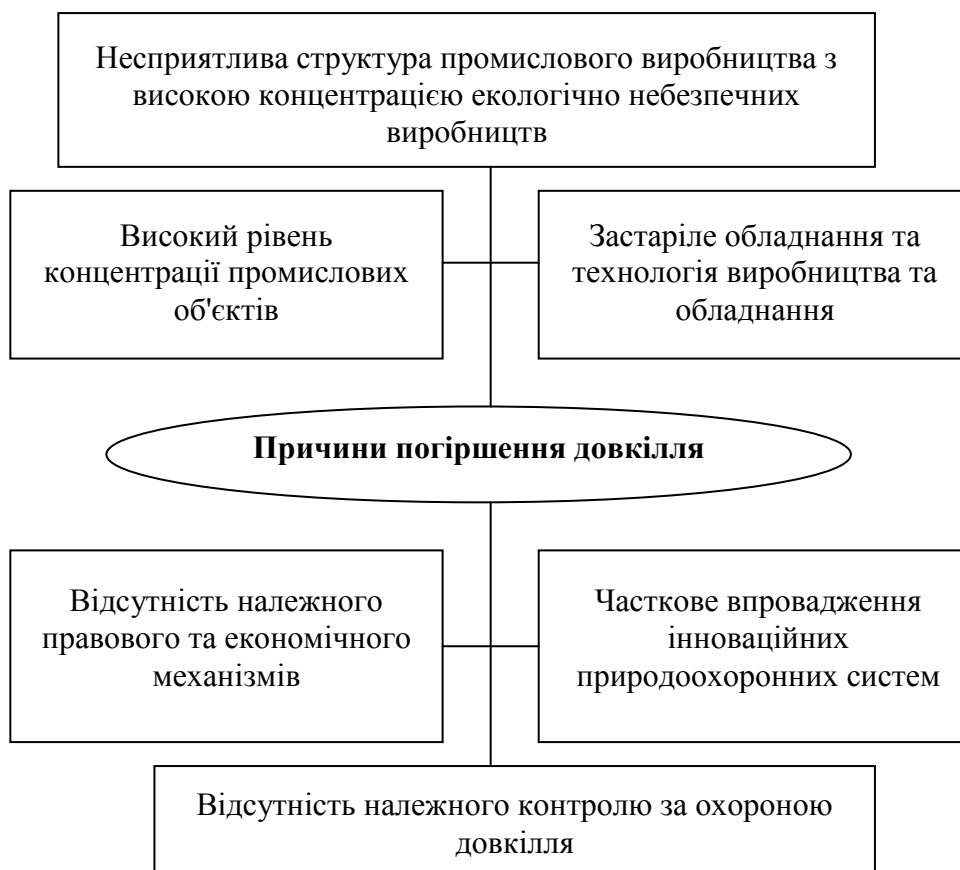 Несприятлива структура промислового виробництва з
високою концентрацією екологічно небезпечних
виробництв
Високий рівень
концентрації промислових
об'єктів
Застаріле обладнання та
технологія виробництва та
обладнання
Причини погіршення довкілля
Відсутність належного
правового та економічного
механізмів
Часткове впровадження
інноваційних
природоохоронних систем
Відсутність належного контролю за охороною
довкілля